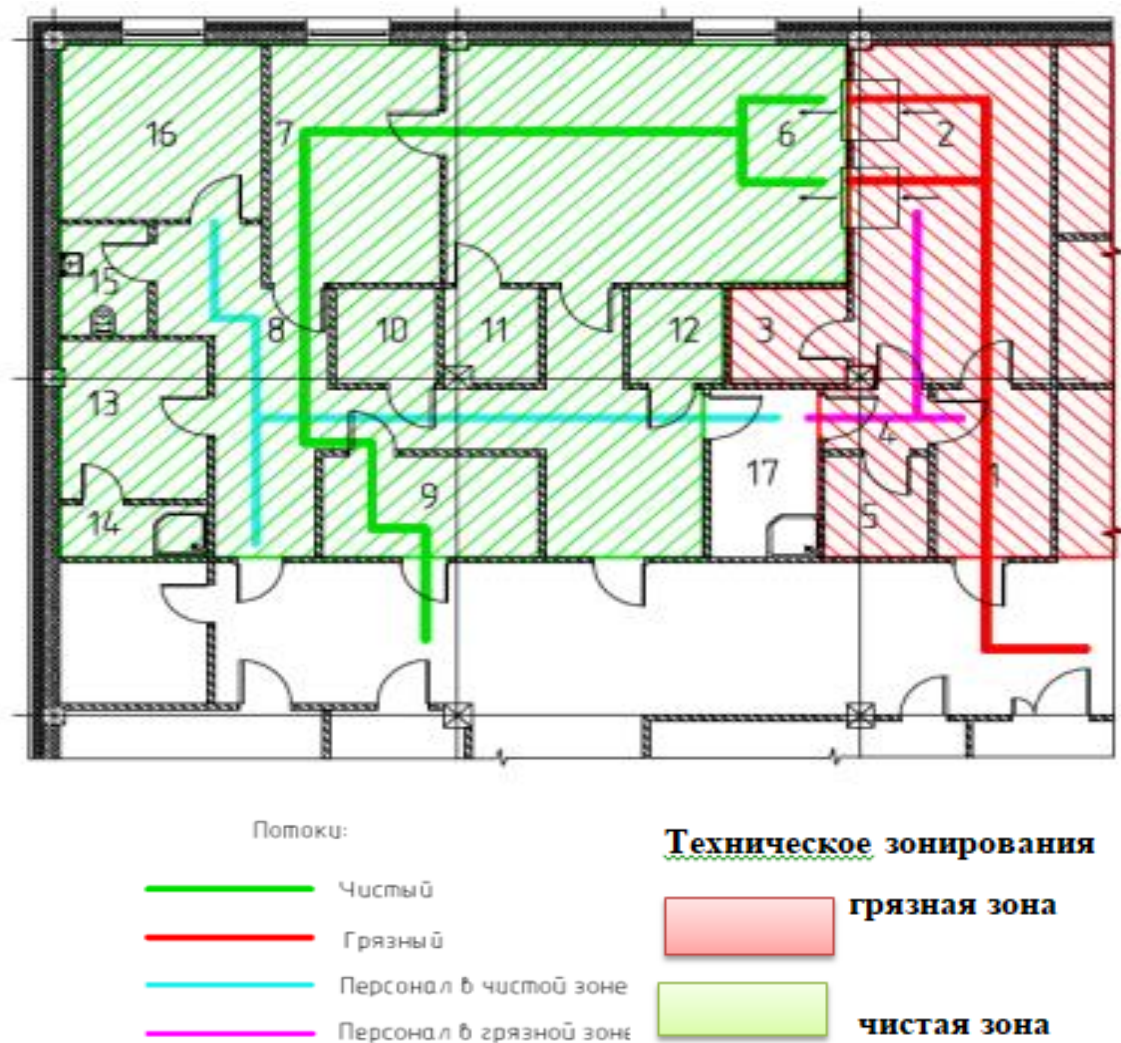 16
7
6
2
15
8
10
11
12
3
13
4
9
17
1
14
5
Потоки:
Чистый
Грязный
Персонал в чистой зоне
Персонал в грязной зоне
Техническое зонирования
грязная зона
чистая зона